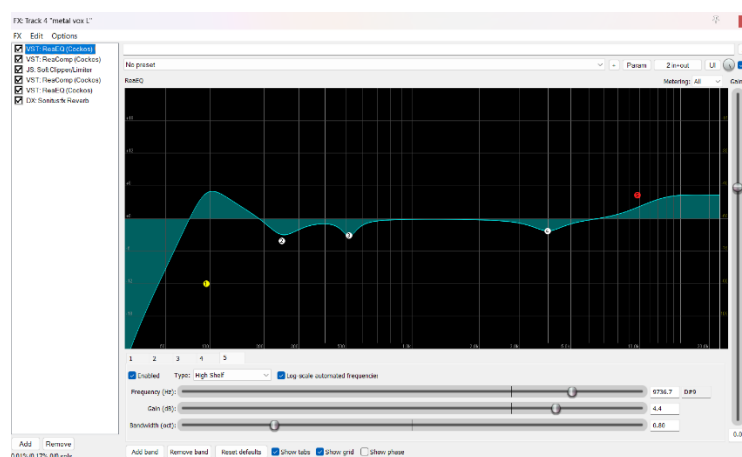 FX: Track 4 "metal vox L"
FX Edit Options
VST: ReaEQ (Cockos)
VST: ReaComp (Cockos)
JS: Soft Clipper/Limiter
VST: ReaComp (Cockos)
VST: ReaEQ (Cockos)
DX: Sonitus:fx Reverb
No preset
+ Param 2 in+out UI
ReaEQ
Metering: All
Gain
1 2 3 4 5
Enabled Type: High Shelf Log-scale automated frequencies
Frequency (Hz): 9736.7
Gain (dB): 4.4
Bandwidth (oct): 0.80
Add Remove
Add band Remove band Reset defaults Show tabs Show grid Show phase